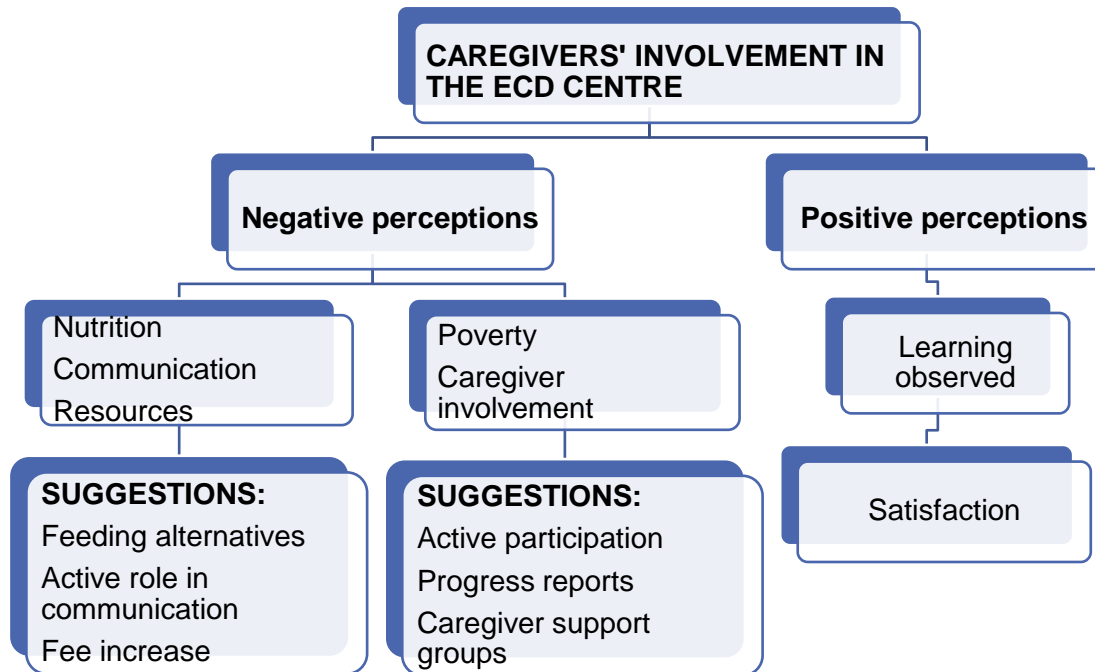 CAREGIVERS' INVOLVEMENT IN
THE ECD CENTRE
Negative perceptions
Positive perceptions
Nutrition
Communication
Resources
Poverty
Caregiver
involvement
Learning
observed
SUGGESTIONS:
Feeding alternatives
Active role in
communication
Fee increase
SUGGESTIONS:
Active participation
Progress reports
Caregiver support
groups
Satisfaction